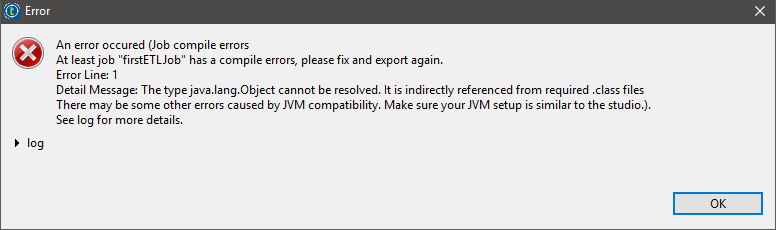 Error
An error occured (Job compile errors
At least job "firstETLJob" has a compile errors, please fix and export again.
Error Line: 1
Detail Message: The type java.lang.Object cannot be resolved. It is indirectly referenced from required .class files
There may be some other errors caused by JVM compatibility. Make sure your JVM setup is similar to the studio.).
See log for more details.
log
OK